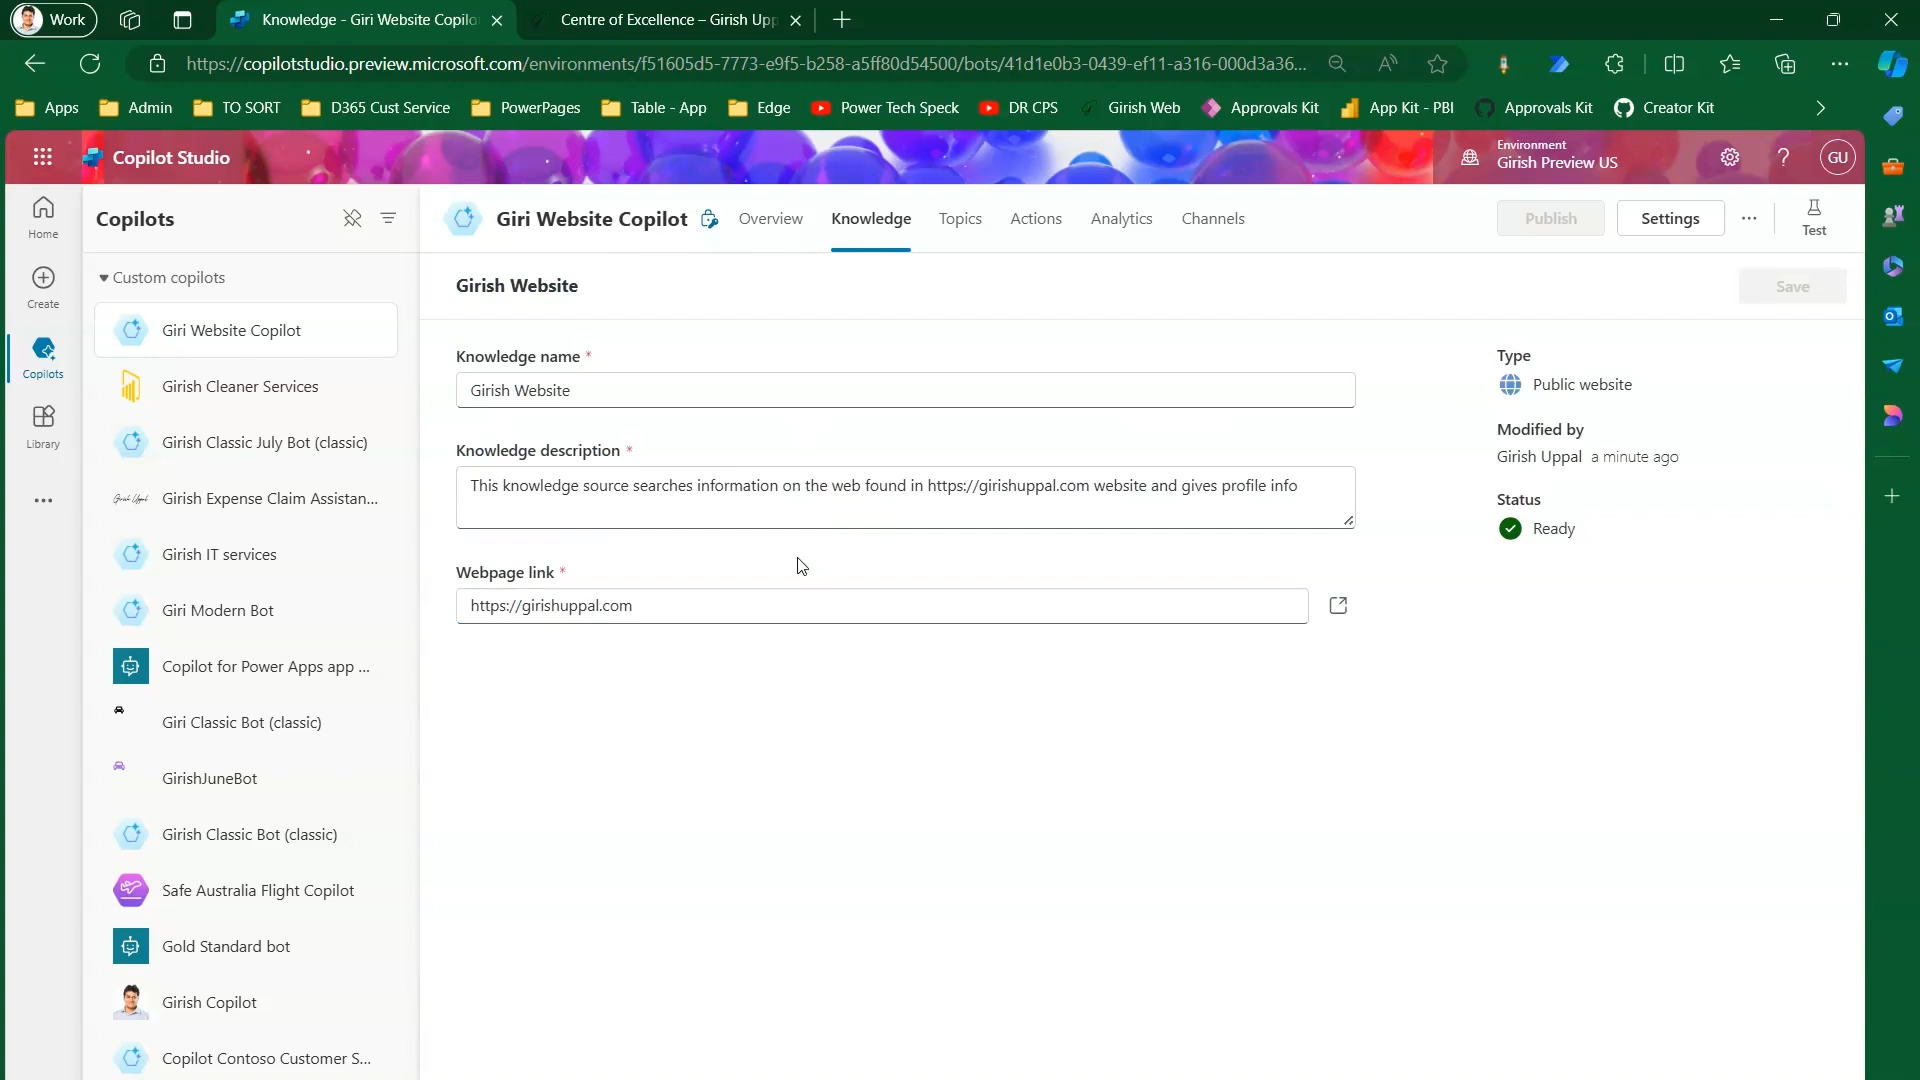 Work
Knowledge - Giri Website Copilo
Centre of Excellence – Girish Upp
https://copilotstudio.preview.microsoft.com/environments/f51605d5-7773-e9f5-b258-a5ff80d54500/bots/41d1e0b3-0439-ef11-a316-000d3a36...
Apps
Admin
TO SORT
D365 Cust Service
PowerPages
Table - App
Edge
Power Tech Speck
DR CPS
Girish Web
Approvals Kit
App Kit - PBI
Approvals Kit
Creator Kit
Copilot Studio
Environment
Girish Preview US
GU
Home
Create
Copilots
Library
Copilots
Custom copilots
Giri Website Copilot
Girish Cleaner Services
Girish Classic July Bot (classic)
Girish Expense Claim Assistan...
Girish IT services
Giri Modern Bot
Copilot for Power Apps app ...
Giri Classic Bot (classic)
GirishJuneBot
Girish Classic Bot (classic)
Safe Australia Flight Copilot
Gold Standard bot
Girish Copilot
Copilot Contoso Customer S...
Giri Website Copilot
Overview
Knowledge
Topics
Actions
Analytics
Channels
Publish
Settings
Test
Girish Website
Save
Knowledge name *
Girish Website
Knowledge description *
This knowledge source searches information on the web found in https://girishuppal.com website and gives profile info
Webpage link *
https://girishuppal.com
Type
Public website
Modified by
Girish Uppal a minute ago
Status
Ready